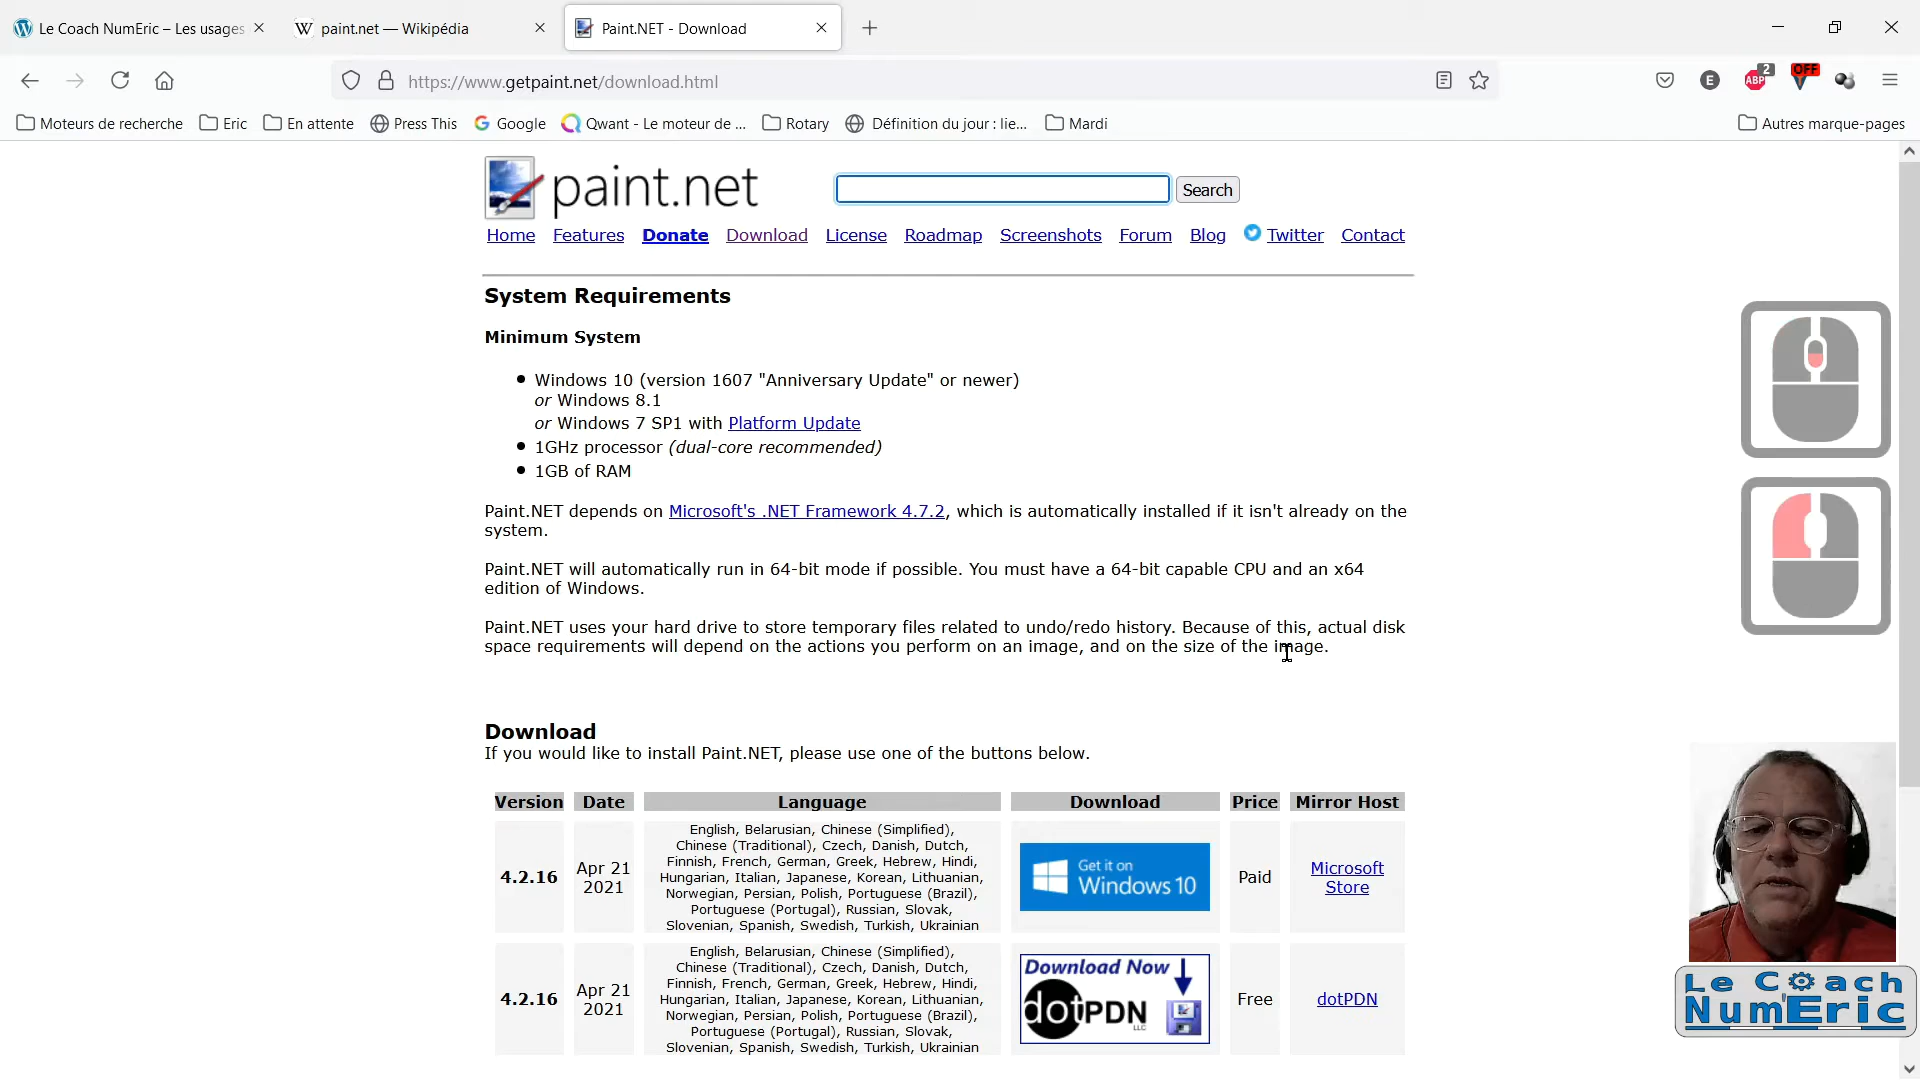 Le Coach NumEric – Les usages
paint.net — Wikipédia
Paint.NET - Download
https://www.getpaint.net/download.html
E
ABP
2
OFF
Moteurs de recherche
Eric
En attente
Press This
Google
Qwant - Le moteur de ...
Rotary
Définition du jour : lie...
Mardi
Autres marque-pages
paint.net
Search
Home Features Donate Download License Roadmap Screenshots Forum Blog Twitter Contact
System Requirements
Minimum System
Windows 10 (version 1607 "Anniversary Update" or newer)
or Windows 8.1
or Windows 7 SP1 with Platform Update
1GHz processor (dual-core recommended)
1GB of RAM
Paint.NET depends on Microsoft's .NET Framework 4.7.2, which is automatically installed if it isn't already on the
system.
Paint.NET will automatically run in 64-bit mode if possible. You must have a 64-bit capable CPU and an x64
edition of Windows.
Paint.NET uses your hard drive to store temporary files related to undo/redo history. Because of this, actual disk
space requirements will depend on the actions you perform on an image, and on the size of the image.
Download
If you would like to install Paint.NET, please use one of the buttons below.
Version Date Language Download Price Mirror Host
4.2.16
Apr 21
2021
English, Belarusian, Chinese (Simplified),
Chinese (Traditional), Czech, Danish, Dutch,
Finnish, French, German, Greek, Hebrew, Hindi,
Hungarian, Italian, Japanese, Korean, Lithuanian,
Norwegian, Persian, Polish, Portuguese (Brazil),
Portuguese (Portugal), Russian, Slovak,
Slovenian, Spanish, Swedish, Turkish, Ukrainian
Get it on
Windows 10
Paid
Microsoft
Store
4.2.16
Apr 21
2021
English, Belarusian, Chinese (Simplified),
Chinese (Traditional), Czech, Danish, Dutch,
Finnish, French, German, Greek, Hebrew, Hindi,
Hungarian, Italian, Japanese, Korean, Lithuanian,
Norwegian, Persian, Polish, Portuguese (Brazil),
Portuguese (Portugal), Russian, Slovak,
Slovenian, Spanish, Swedish, Turkish, Ukrainian
Download Now
dotPDN
LLC
Free
dotPDN
Le Coach
Num'Eric